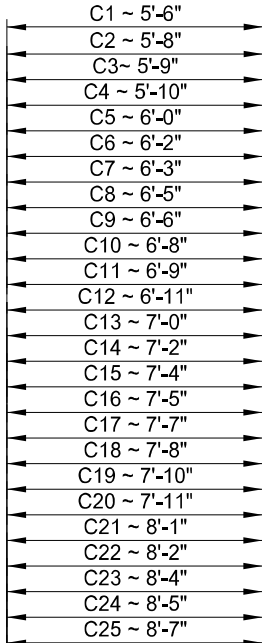 C1 ~ 5'-6"
C2 ~ 5'-8"
C3~ 5'-9"
C4 ~ 5'-10"
C5 ~ 6'-0"
C6 ~ 6'-2"
C7 ~ 6'-3"
C8 ~ 6'-5"
C9 ~ 6'-6"
C10 ~ 6'-8"
C11 ~ 6'-9"
C12 ~ 6'-11"
C13 ~ 7'-0"
C14 ~ 7'-2"
C15 ~ 7'-4"
C16 ~ 7'-5"
C17 ~ 7'-7"
C18 ~ 7'-8"
C19 ~ 7'-10"
C20 ~ 7'-11"
C21 ~ 8'-1"
C22 ~ 8'-2"
C23 ~ 8'-4"
C24 ~ 8'-5"
C25 ~ 8'-7"